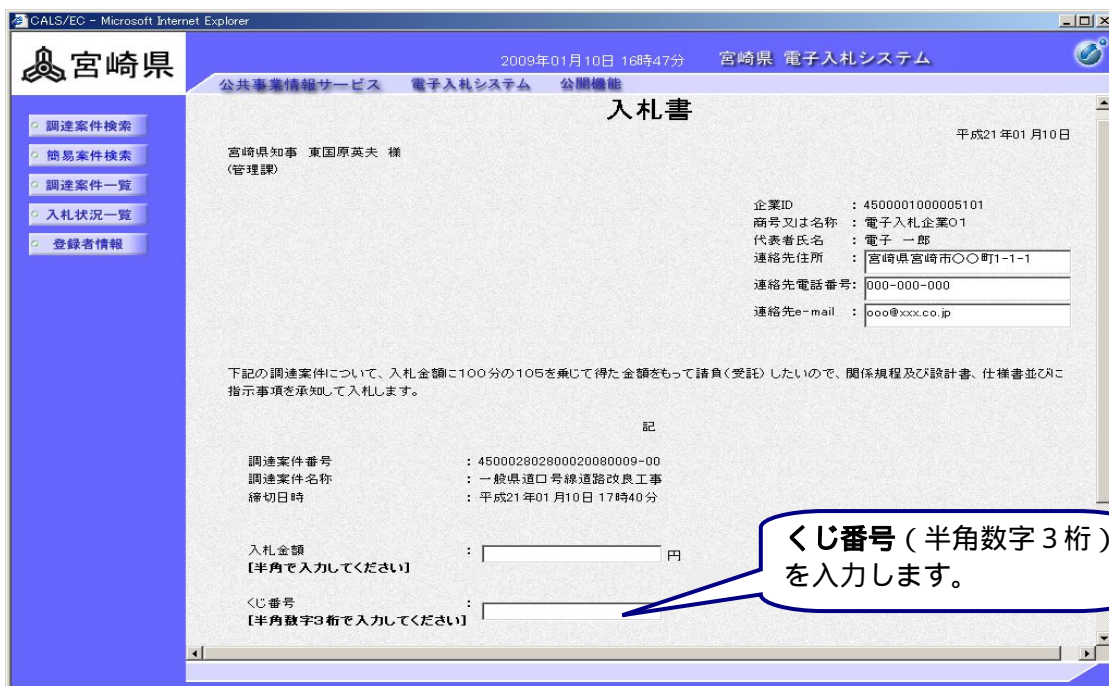 CALS/EC - Microsoft Internet Explorer
宮崎県
2009年01月10日 16時47分
宮崎県 電子入札システム
公共事業情報サービス 電子入札システム 公開機能
調達案件検索
簡易案件検索
調達案件一覧
入札状況一覧
登録者情報
入札書
平成21年01月10日
宮崎県知事 東国原英夫 様
(管理課)
企業ID : 4500001000005101
商号又は名称 : 電子入札企業01
代表者氏名 : 電子 一郎
連絡先住所 : 宮崎県宮崎市〇〇町1-1-1
連絡先電話番号: 000-000-000
連絡先e-mail : ooo@xxx.co.jp
下記の調達案件について、入札金額に100分の105を乗じて得た金額をもって請負(受託)したいので、関係規程及び設計書、仕様書並びに
指示事項を承知して入札します。
記
調達案件番号 : 450002802800020080009-00
調達案件名称 : 一般県道口号線道路改良工事
締切日時 : 平成21年01月10日 17時40分
入札金額 : 円
[半角で入力してください]
くじ番号 :
[半角数字3桁で入力してください]
くじ番号(半角数字3桁)
を入力します。